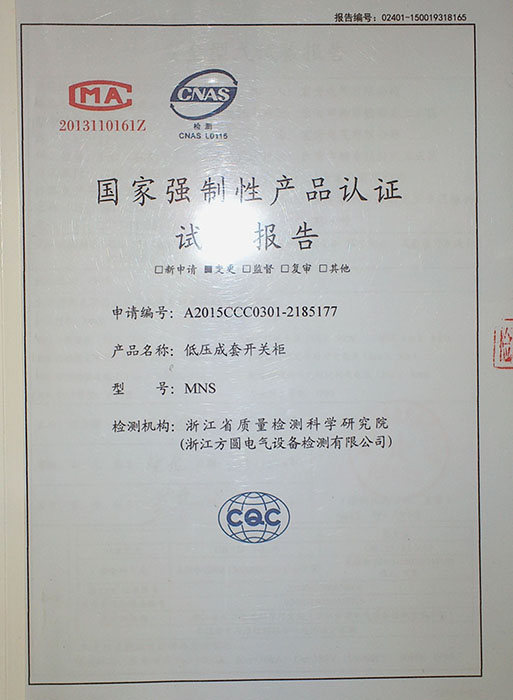 报告编号：02401-150019318165
CMA
2013110161Z
CNAS
检测
CNAS L0115
国家强制性产品认证
试 报告
□新申请 ■变更 □监督 □复审 □其他
申请编号：A2015CCC0301-2185177
产品名称：低压成套开关柜
型 号：MNS
检测机构：浙江省质量检测科学研究院
(浙江方圆电气设备检测有限公司)
CQC
检